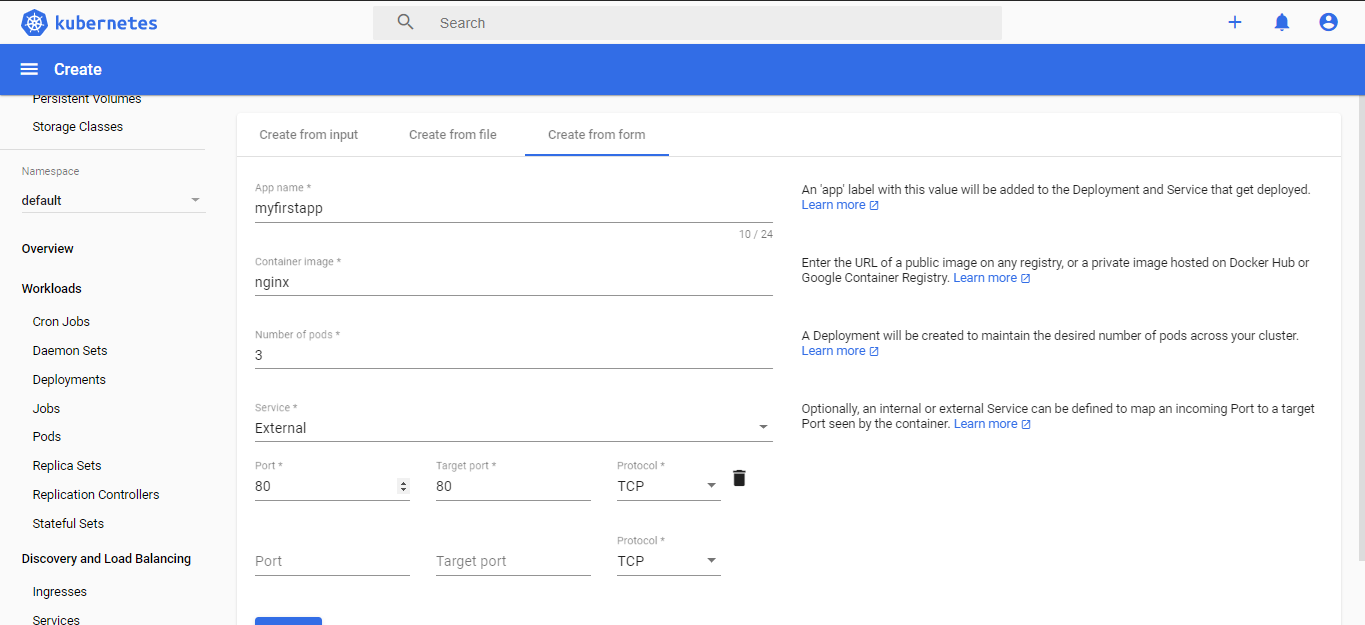 kubernetes
Search
Create
Persistent Volumes
Storage Classes
Namespace
default
Overview
Workloads
Cron Jobs
Daemon Sets
Deployments
Jobs
Pods
Replica Sets
Replication Controllers
Stateful Sets
Discovery and Load Balancing
Ingresses
Services
Create from input
Create from file
Create from form
App name *
myfirstapp
10 / 24
An 'app' label with this value will be added to the Deployment and Service that get deployed.
Learn more
Container image *
nginx
Enter the URL of a public image on any registry, or a private image hosted on Docker Hub or
Google Container Registry. Learn more
Number of pods *
3
A Deployment will be created to maintain the desired number of pods across your cluster.
Learn more
Service *
External
Optionally, an internal or external Service can be defined to map an incoming Port to a target
Port seen by the container. Learn more
Port * Target port * Protocol *
80 80 TCP
Protocol *
Port Target port TCP